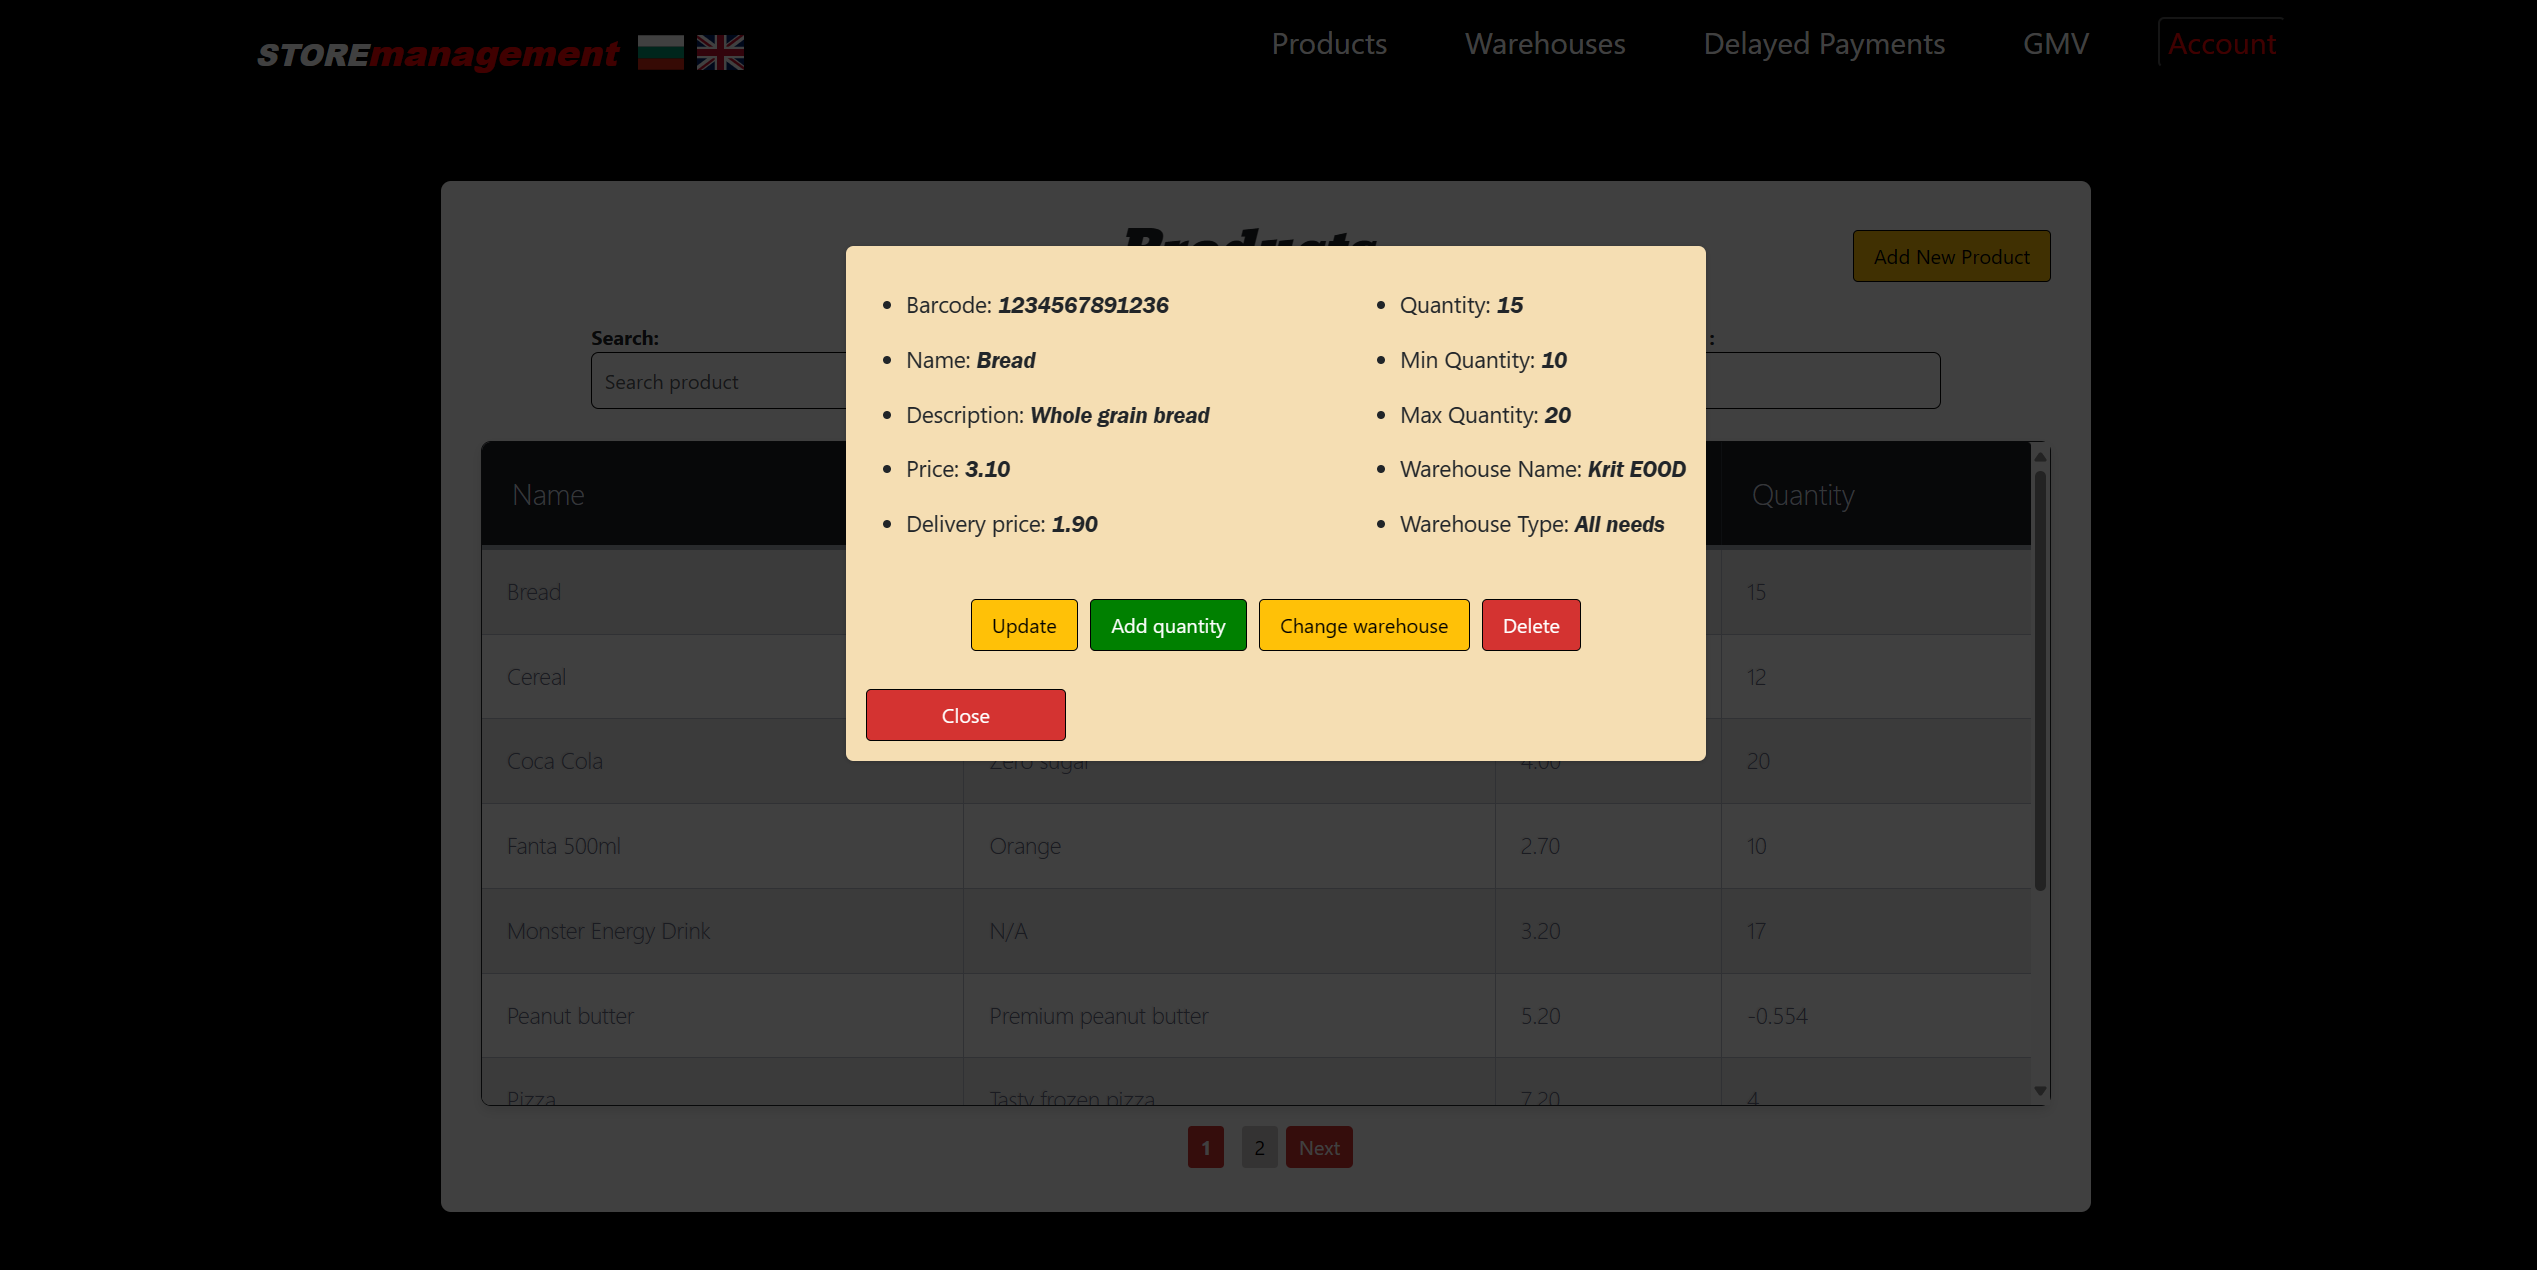 STOREmanagement
Products Warehouses Delayed Payments GMV Account
Products
Add New Product
Search:
:
Search product
Name Quantity
Bread 15
Cereal 12
Coca Cola Zero sugar 4.00 20
Fanta 500ml Orange 2.70 10
Monster Energy Drink N/A 3.20 17
Peanut butter Premium peanut butter 5.20 -0.554
Pizza Tasty frozen pizza 7.20 4
1 2 Next
Barcode: 1234567891236
Name: Bread
Description: Whole grain bread
Price: 3.10
Delivery price: 1.90
Quantity: 15
Min Quantity: 10
Max Quantity: 20
Warehouse Name: Krit EOOD
Warehouse Type: All needs
Update Add quantity Change warehouse Delete
Close